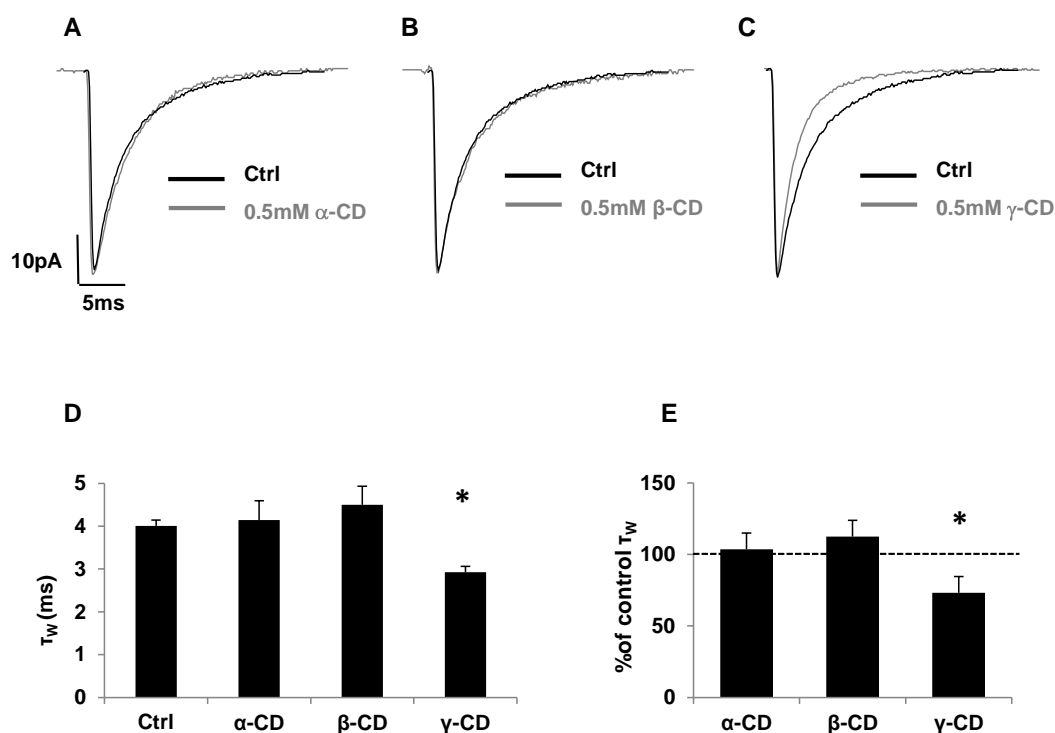 A
B
C
Ctrl
0.5mM α-CD
Ctrl
0.5mM β-CD
Ctrl
0.5mM γ-CD
10pA
5ms
D
E
5
4
3
2
1
0
τW (ms)
*
Ctrl
α-CD
β-CD
γ-CD
150
100
50
0
%of control τW
*
α-CD
β-CD
γ-CD